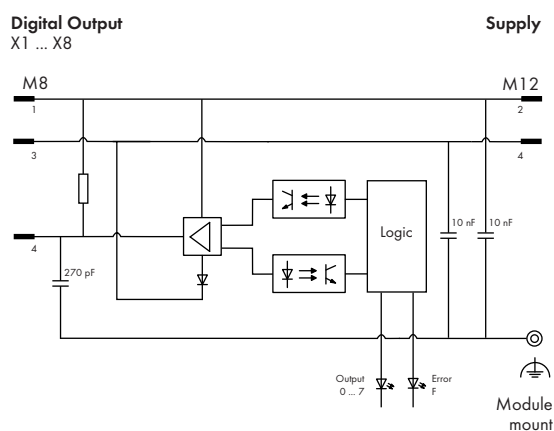 Digital Output
Supply
X1 ... X8
M8
M12
1
2
3
4
4
10 nF
10 nF
Logic
270 pF
Output
0 ... 7
Error
F
Module
mount